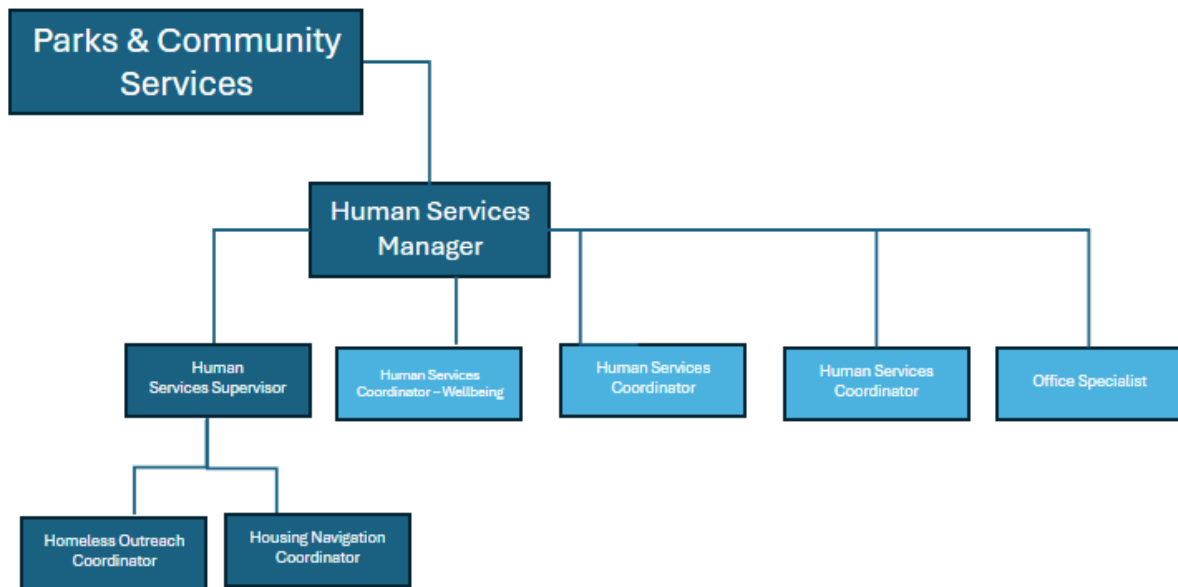 Parks & Community
Services
Human Services
Manager
Human
Services Supervisor
Human Services
Coordinator – Wellbeing
Human Services
Coordinator
Human Services
Coordinator
Office Specialist
Homeless Outreach
Coordinator
Housing Navigation
Coordinator